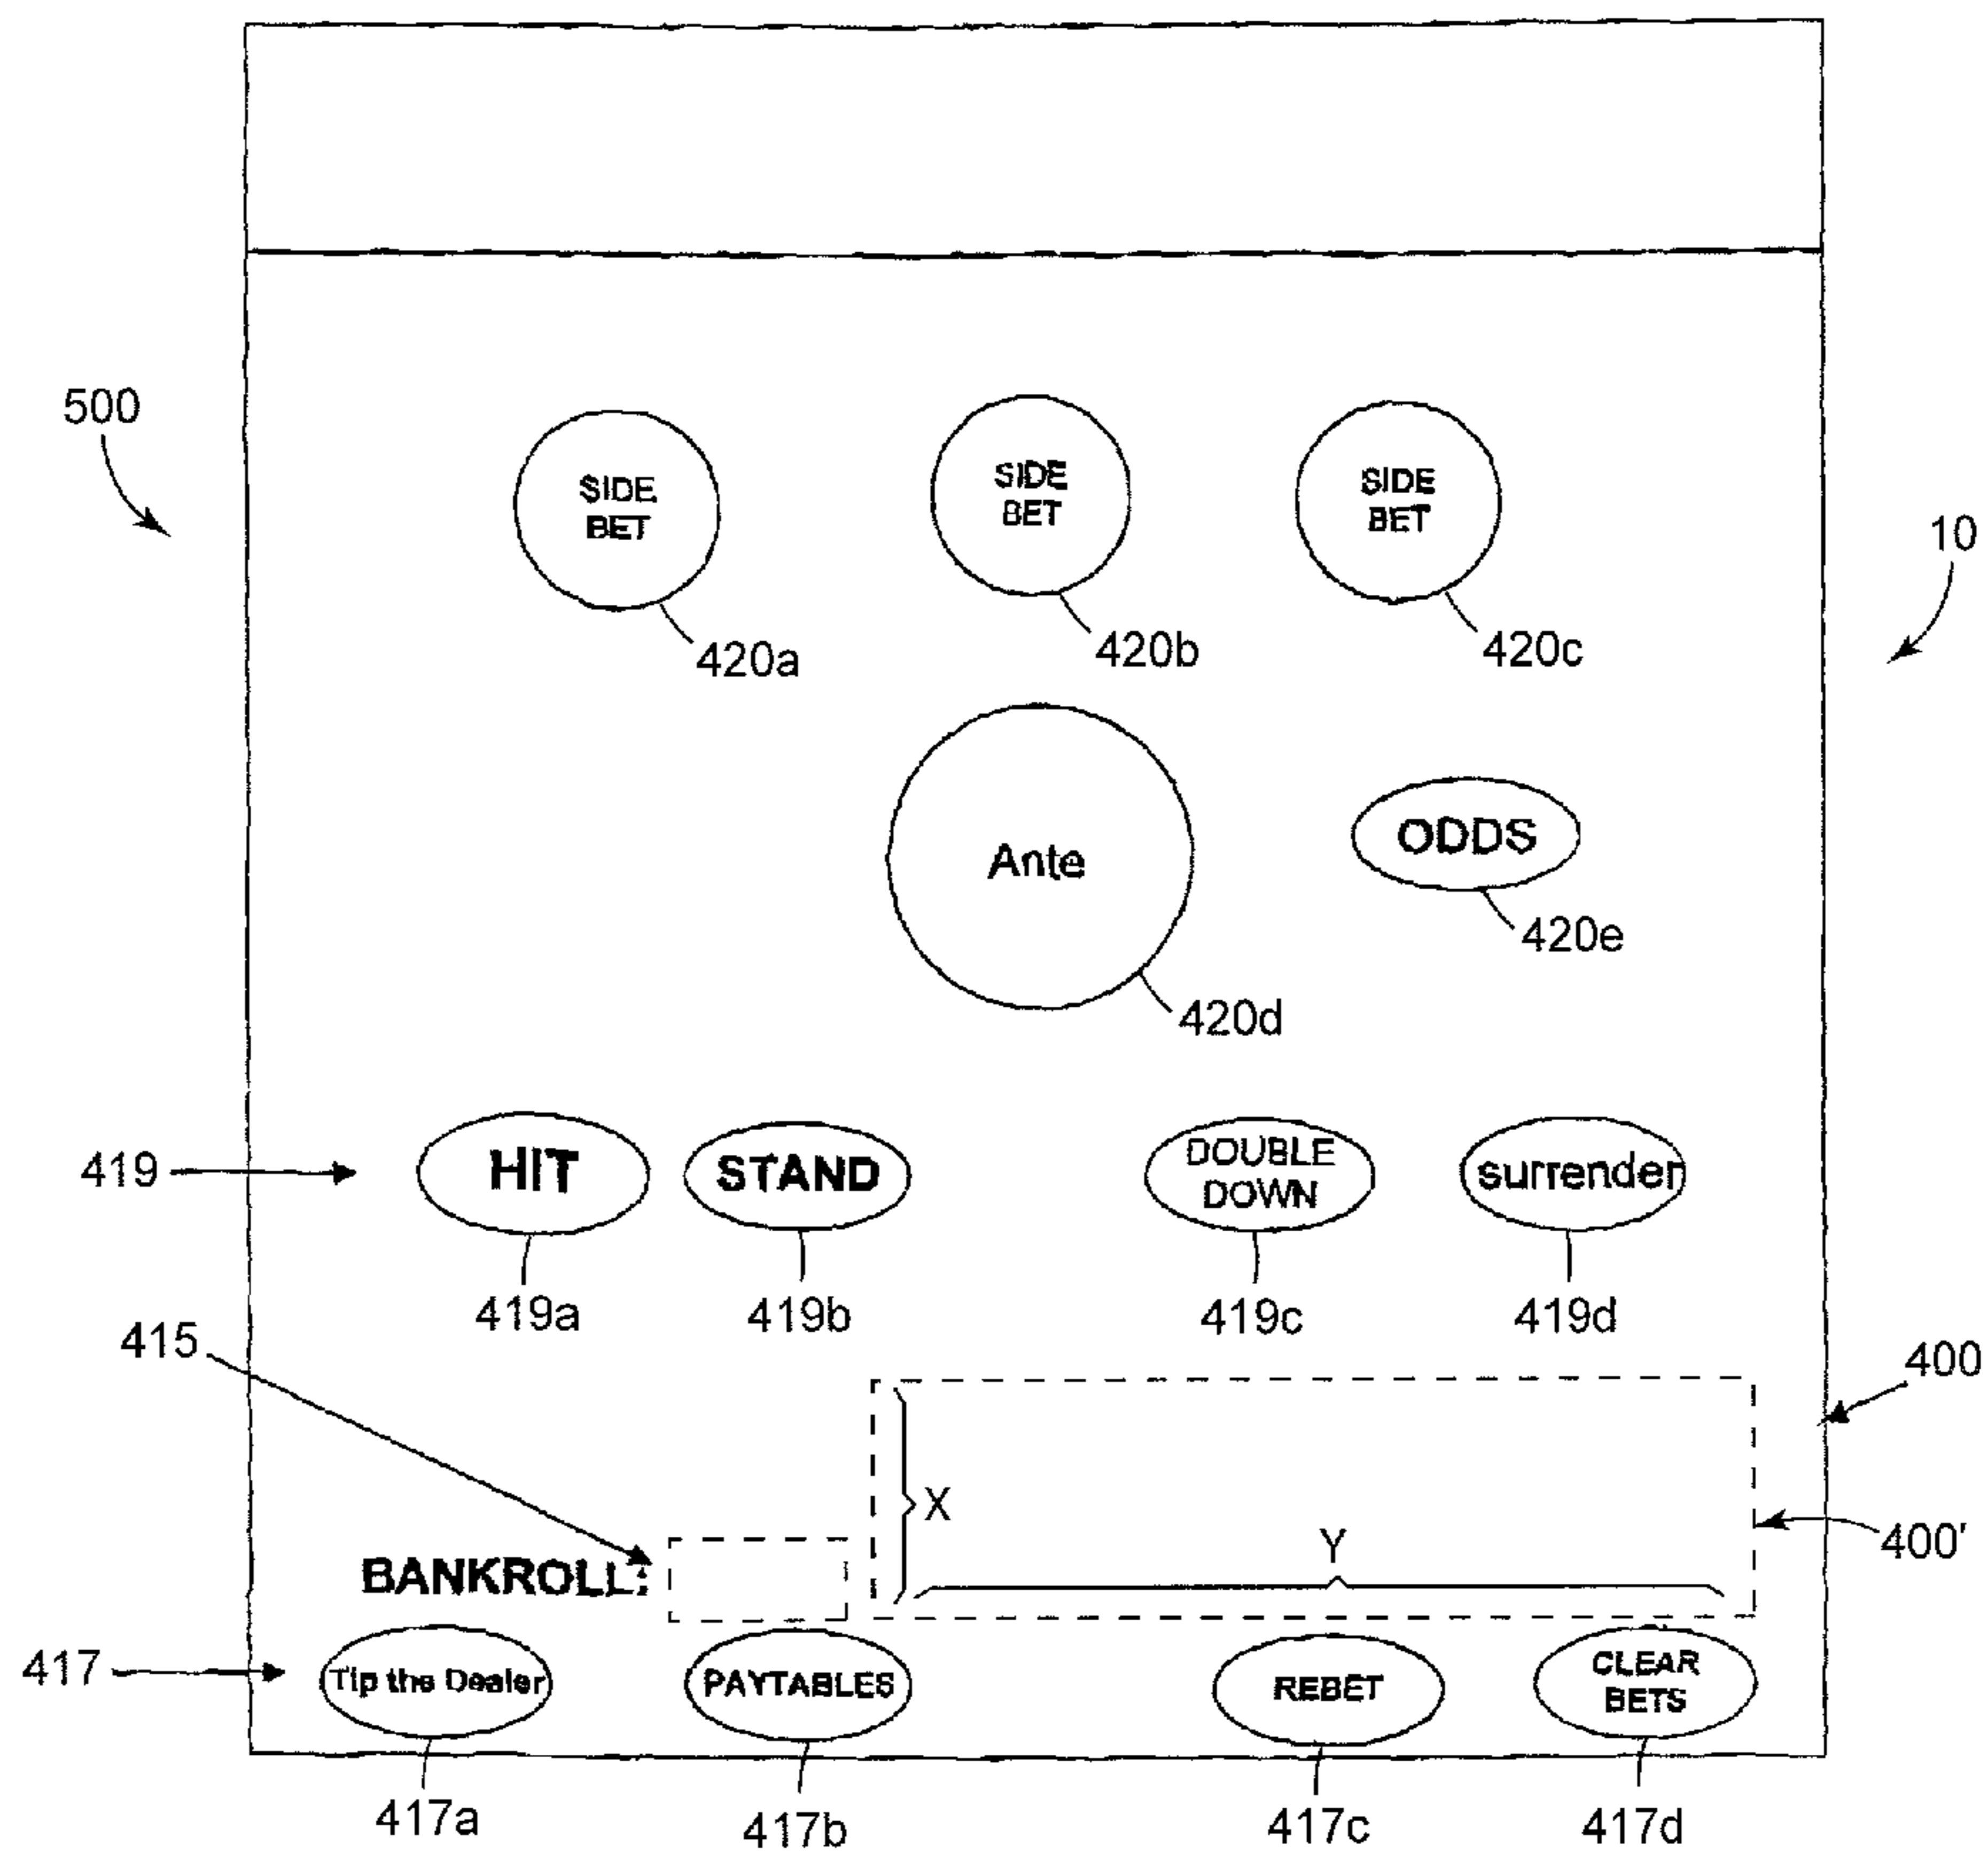 500
SIDE
BET
SIDE
BET
SIDE
BET
10
420a
420b
420c
Ante
ODDS
420e
420d
419
HIT
STAND
DOUBLE
DOWN
surrender
419a
419b
419c
419d
415
400
X
Y
400'
BANKROLL:
417
Tip the Dealer
PAYTABLES
REBET
CLEAR
BETS
417a
417b
417c
417d